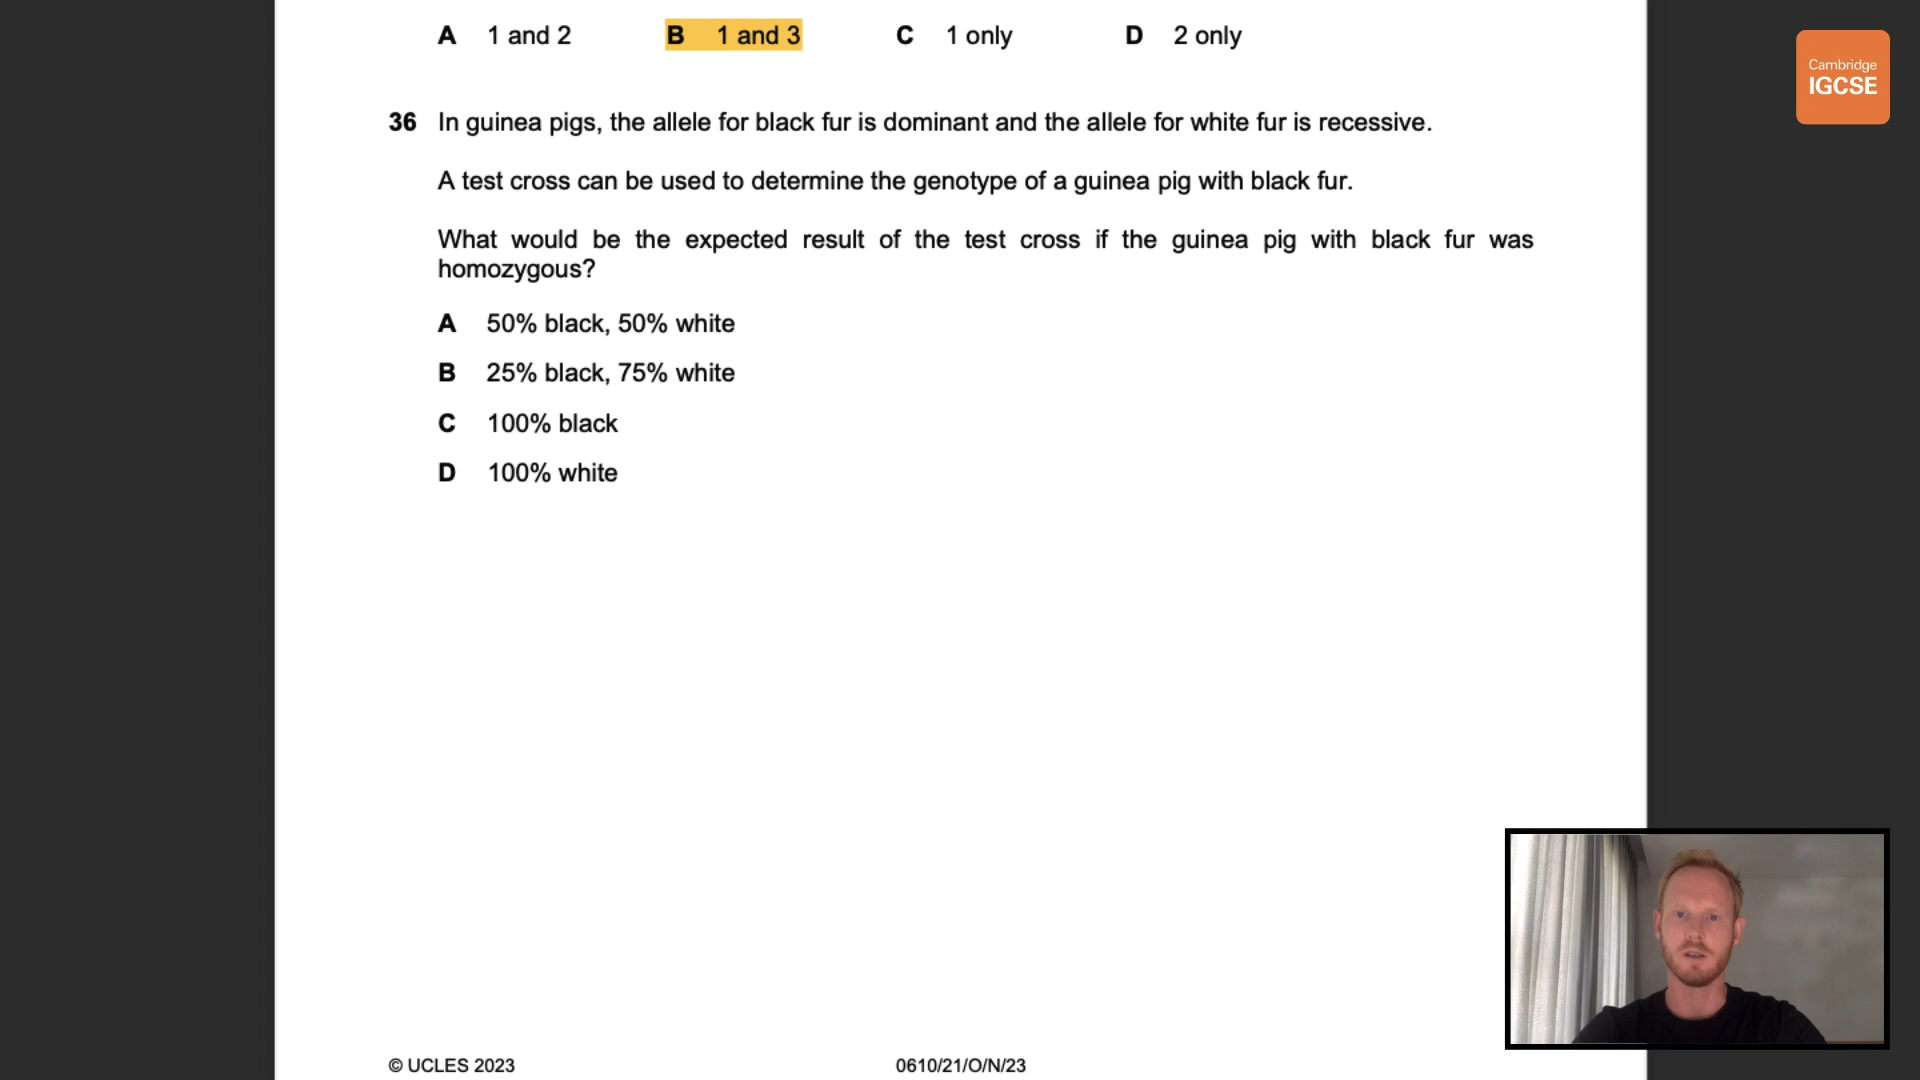 A 1 and 2 B 1 and 3 C 1 only D 2 only
Cambridge
IGCSE
36 In guinea pigs, the allele for black fur is dominant and the allele for white fur is recessive.
A test cross can be used to determine the genotype of a guinea pig with black fur.
What would be the expected result of the test cross if the guinea pig with black fur was
homozygous?
A 50% black, 50% white
B 25% black, 75% white
C 100% black
D 100% white
© UCLES 2023 0610/21/O/N/23